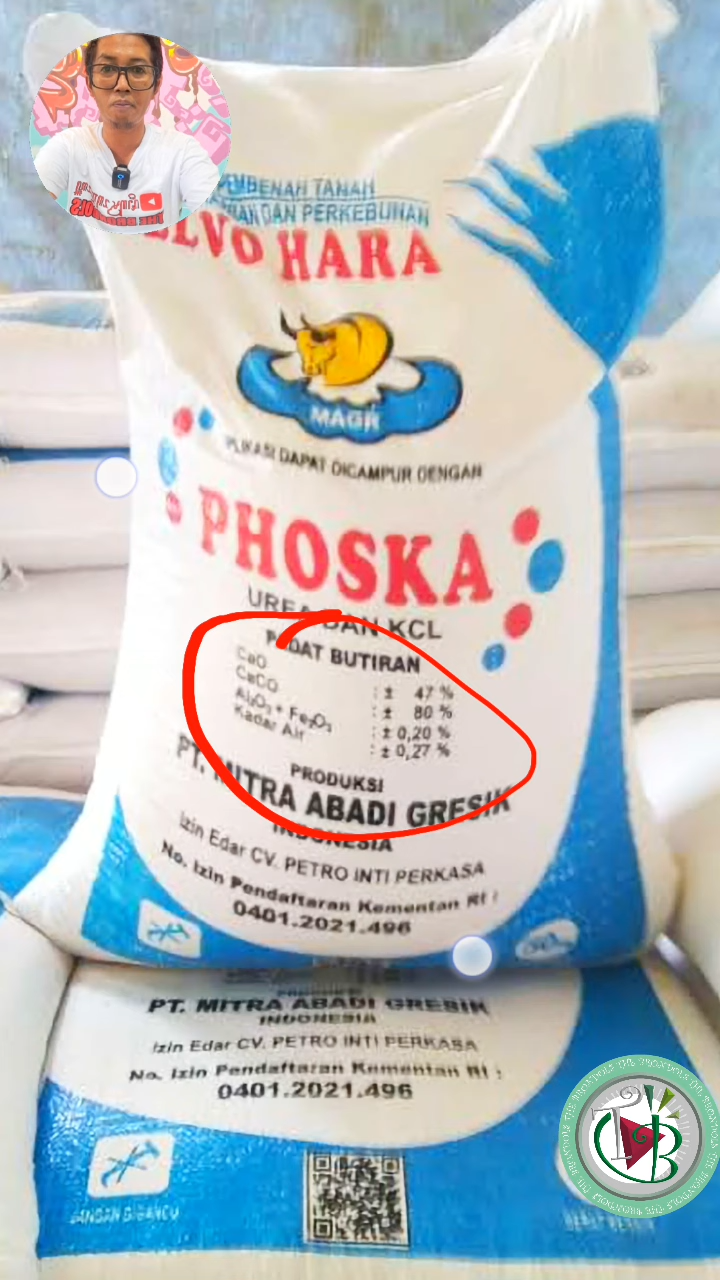 PEMBENAH TANAH
DAN PERKEBUNAN
HARA
MAGK
DAPAT DICAMPUR DENGAN
PHOSKA
UREA DAN KCL
PADAT BUTIRAN
CaO : ± 47 %
CaCO : ± 80 %
Al₂O₃ + Fe₂O₃ : ± 0,20 %
Kadar Air : ± 0,27 %
PRODUKSI
PT. MITRA ABADI GRESIK
INDONESIA
Izin Edar CV. PETRO INTI PERKASA
No. Izin Pendaftaran Kementan RI :
0401.2021.496
PT. MITRA ABADI GRESIK
INDONESIA
Izin Edar CV. PETRO INTI PERKASA
No. Izin Pendaftaran Kementan RI :
0401.2021.496